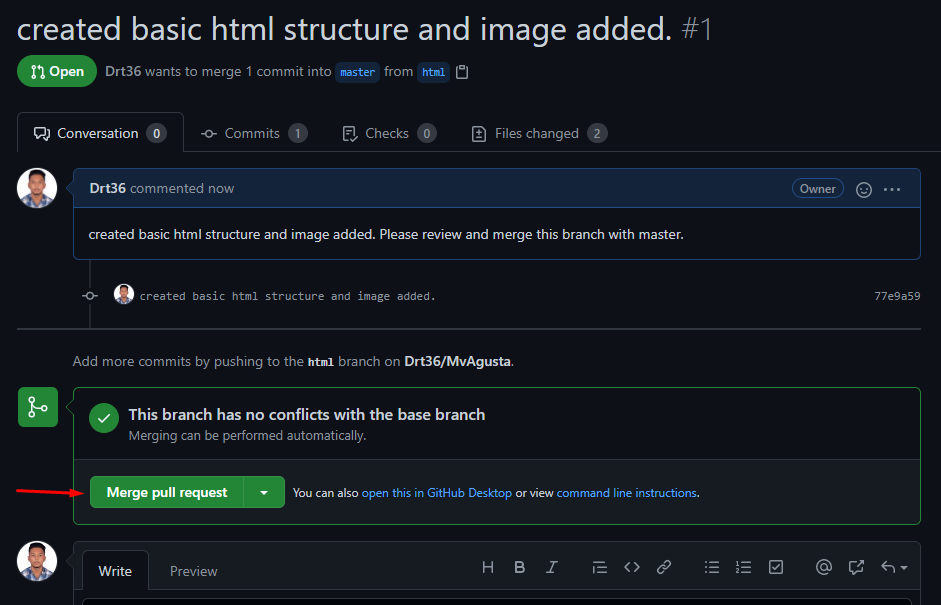 created basic html structure and image added. #1
Open Drt36 wants to merge 1 commit into master from html
Conversation 0 Commits 1 Checks 0 Files changed 2
Drt36 commented now Owner
created basic html structure and image added. Please review and merge this branch with master.
created basic html structure and image added. 77e9a59
Add more commits by pushing to the html branch on Drt36/MvAgusta.
This branch has no conflicts with the base branch
Merging can be performed automatically.
Merge pull request You can also open this in GitHub Desktop or view command line instructions.
Write Preview H B I